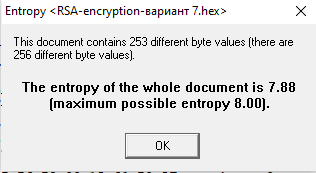 Entropy <RSA-encryption-вариант 7.hex>
This document contains 253 different byte values (there are
256 different byte values).
The entropy of the whole document is 7.88
(maximum possible entropy 8.00).
OK